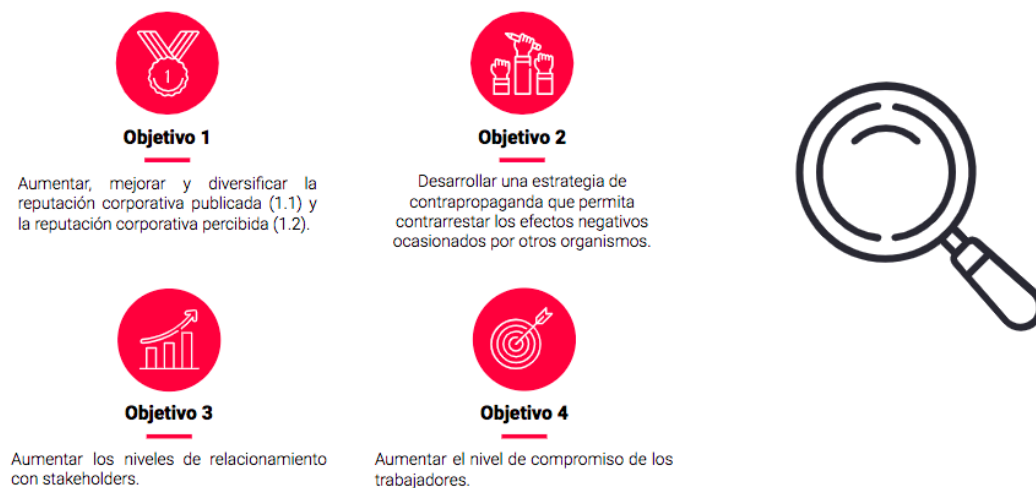 1
Objetivo 1
Aumentar, mejorar y diversificar la
reputación corporativa publicada (1.1) y
la reputación corporativa percibida (1.2).
Objetivo 2
Desarrollar una estrategia de
contrapropaganda que permita
contrarrestar los efectos negativos
ocasionados por otros organismos.
Objetivo 3
Aumentar los niveles de relacionamiento
con stakeholders.
Objetivo 4
Aumentar el nivel de compromiso de los
trabajadores.